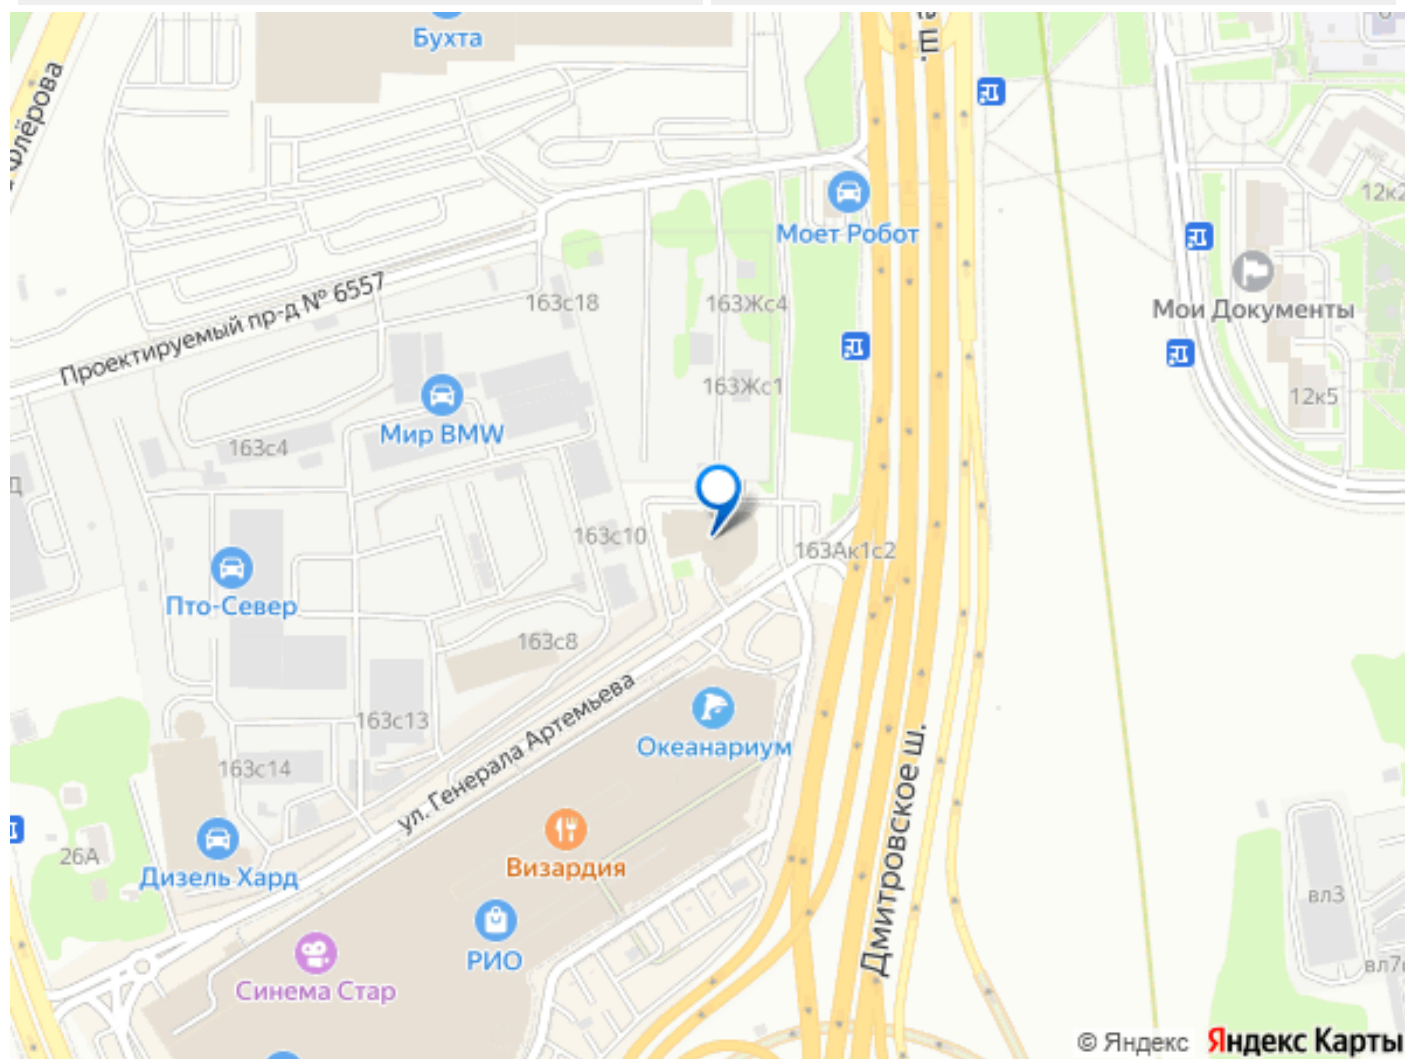 Бухта
Флёрова
Ш.
Моет Робот
12к2
Мои Документы
Проектируемый пр-д № 6557
163с18
163Жс4
163Жс1
12к5
Мир BMW
163с4
Д
163с10
163Ак1с2
Пто-Север
163с8
ул. Генерала Артемьева
163с13
Океанариум
163с14
Дмитровское ш.
26А
Дизель Хард
Визардия
вл3
РИО
вл7
Синема Стар
© Яндекс Яндекс Карты